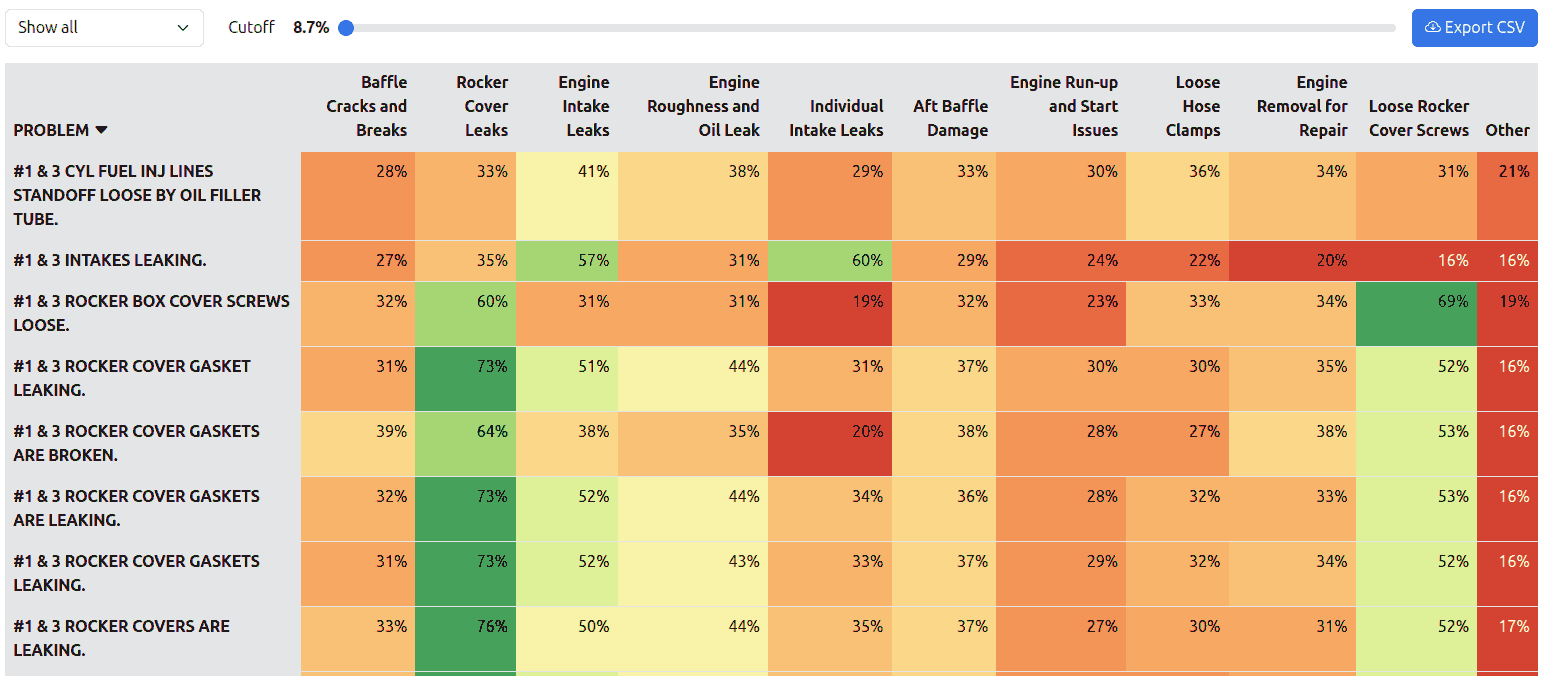 Show all
Cutoff 8.7%
Export CSV
PROBLEM
Baffle Cracks and Breaks
Rocker Cover Leaks
Engine Intake Leaks
Engine Roughness and Oil Leak
Individual Intake Leaks
Aft Baffle Damage
Engine Run-up and Start Issues
Loose Hose Clamps
Engine Removal for Repair
Loose Rocker Cover Screws
Other
#1 & 3 CYL FUEL INJ LINES 28% 33% 41% 38% 29% 33% 30% 36% 34% 31% 21%
STANDOFF LOOSE BY OIL FILLER
TUBE.
#1 & 3 INTAKES LEAKING. 27% 35% 57% 31% 60% 29% 24% 22% 20% 16% 16%
#1 & 3 ROCKER BOX COVER SCREWS 32% 60% 31% 31% 19% 32% 23% 33% 34% 69% 19%
LOOSE.
#1 & 3 ROCKER COVER GASKET 31% 73% 51% 44% 31% 37% 30% 30% 35% 52% 16%
LEAKING.
#1 & 3 ROCKER COVER GASKETS 39% 64% 38% 35% 20% 38% 28% 27% 38% 53% 16%
ARE BROKEN.
#1 & 3 ROCKER COVER GASKETS 32% 73% 52% 44% 34% 36% 28% 32% 33% 53% 16%
ARE LEAKING.
#1 & 3 ROCKER COVER GASKETS 31% 73% 52% 43% 33% 37% 29% 32% 34% 52% 16%
LEAKING.
#1 & 3 ROCKER COVERS ARE 33% 76% 50% 44% 35% 37% 27% 30% 31% 52% 17%
LEAKING.